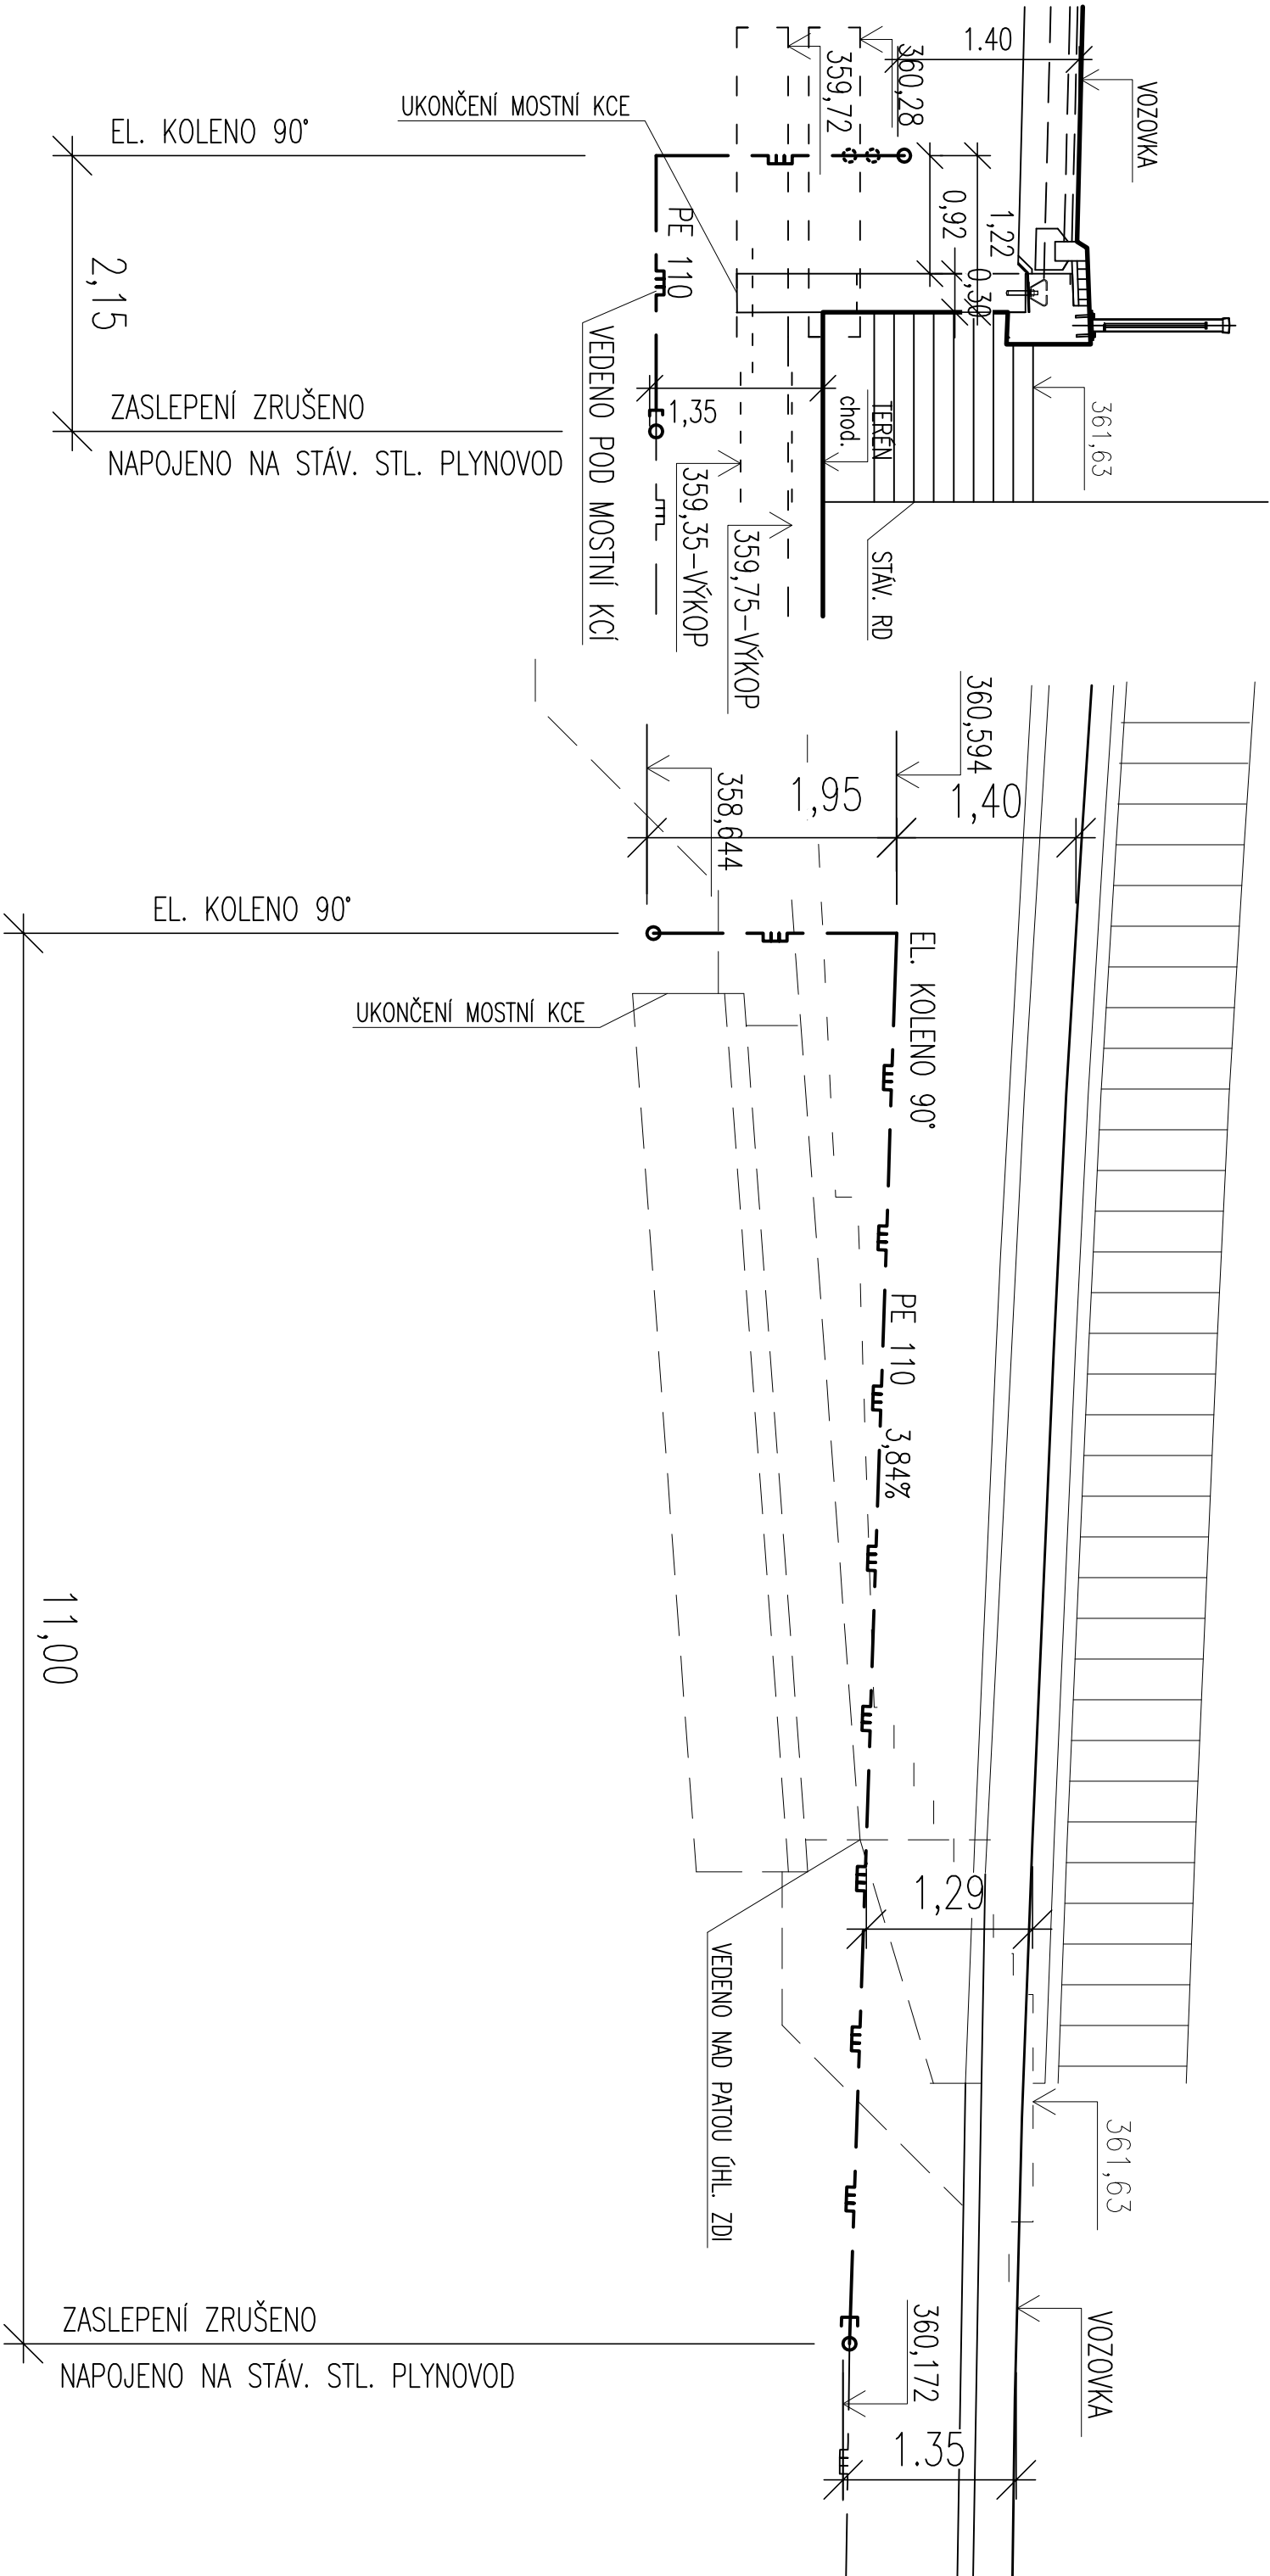 1.40
VOZOVKA
360,28
359,72
UKONČENÍ MOSTNÍ KCE
EL. KOLENO 90°
0,92
1,22
0,30
PE 110
2,15
VEDENO POD MOSTNÍ KCÍ
1,35
TERÉN
chod.
361,63
ZASLEPENÍ ZRUŠENO
NAPOJENO NA STÁV. STL. PLYNOVOD
359,35-VÝKOP
359,75-VÝKOP
STÁV. RD
360,594
358,644
1,95
1,40
EL. KOLENO 90°
EL. KOLENO 90°
UKONČENÍ MOSTNÍ KCE
PE 110
3,84%
11,00
1,29
VEDENO NAD PATOU ÚHL. ZDI
361,63
ZASLEPENÍ ZRUŠENO
NAPOJENO NA STÁV. STL. PLYNOVOD
360,172
VOZOVKA
1.35